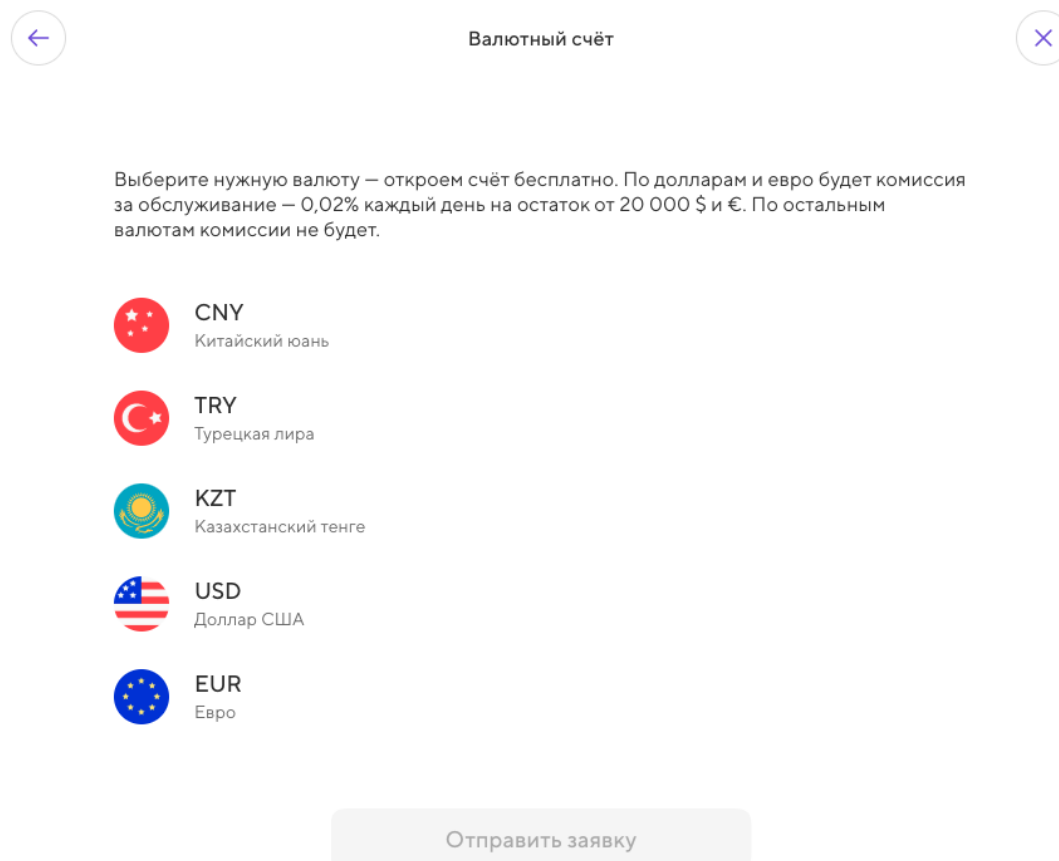 Валютный счёт
Выберите нужную валюту — откроем счёт бесплатно. По долларам и евро будет комиссия
за обслуживание — 0,02% каждый день на остаток от 20 000 $ и €. По остальным
валютам комиссии не будет.
CNY
Китайский юань
TRY
Турецкая лира
KZT
Казахстанский тенге
USD
Доллар США
EUR
Евро
Отправить заявку